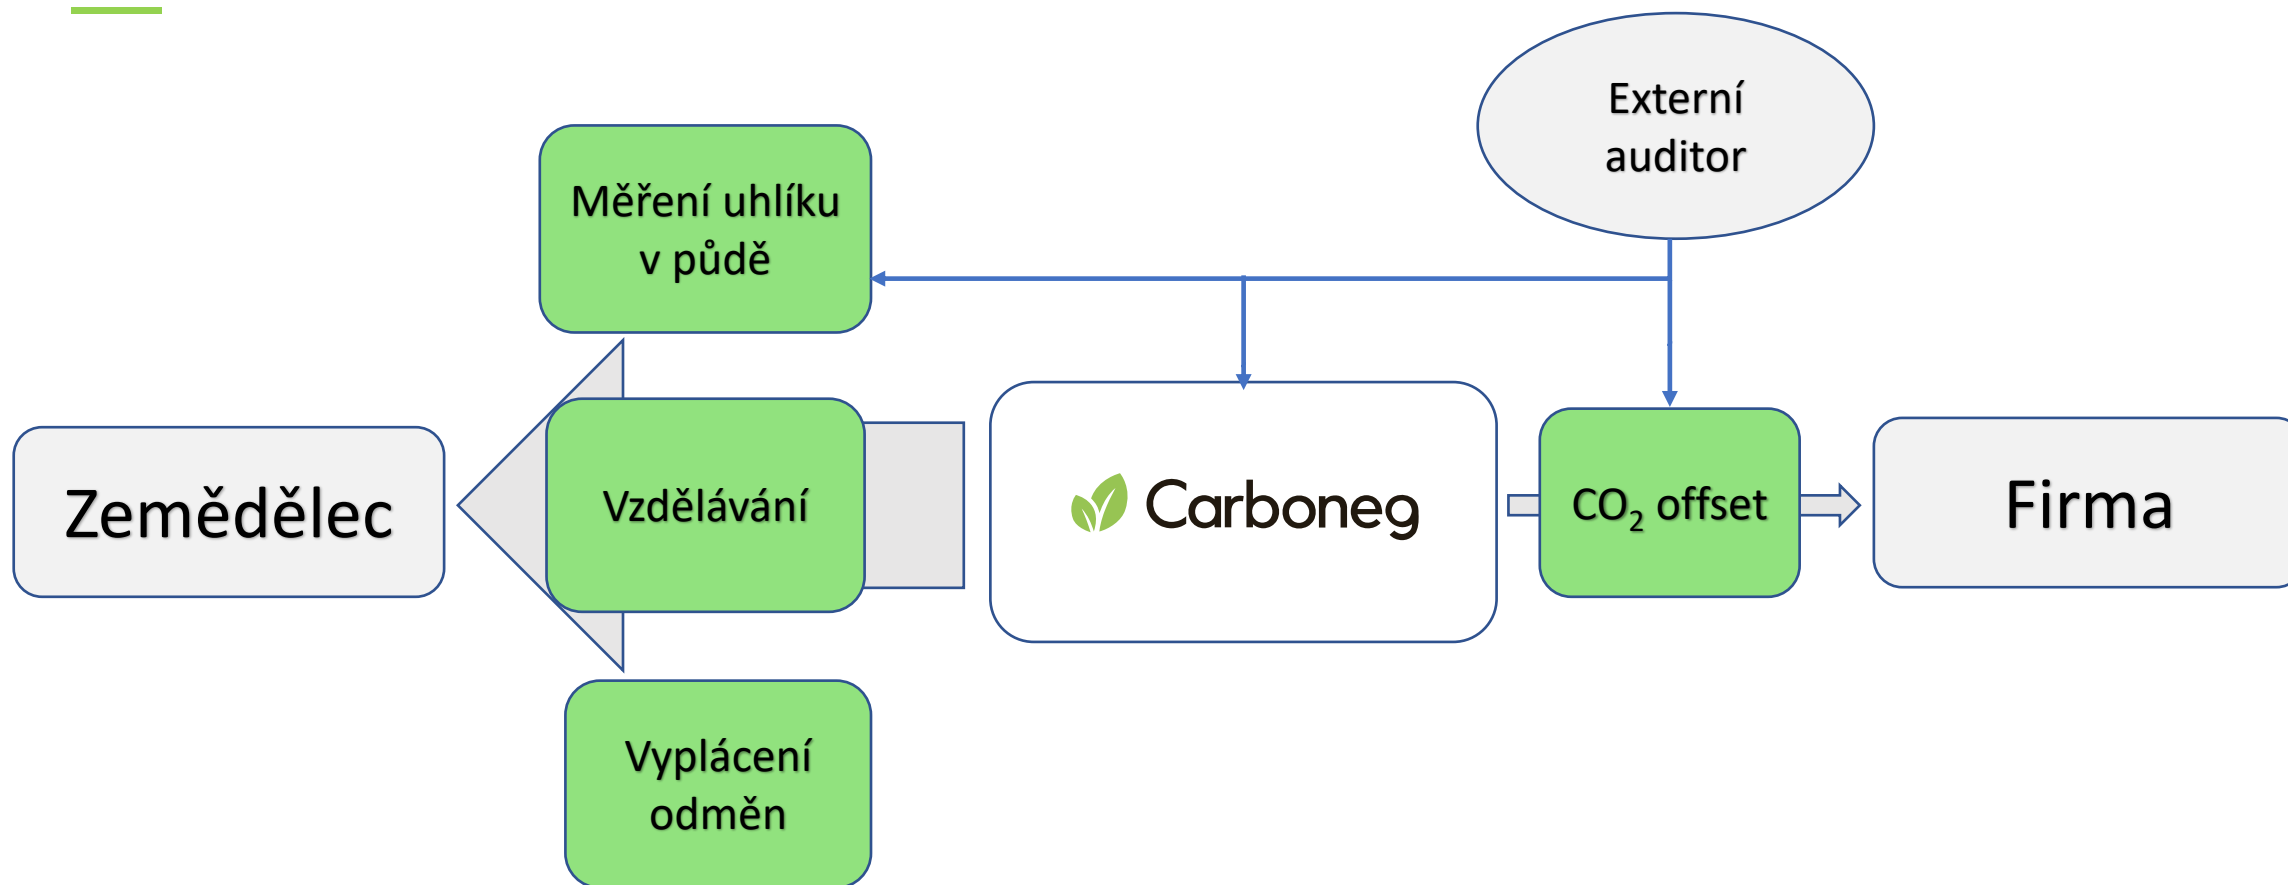 Externí
auditor
Měření uhlíku
v půdě
Zemědělec
Vzdělávání
Carboneg
CO₂ offset
Firma
Vyplácení
odměn